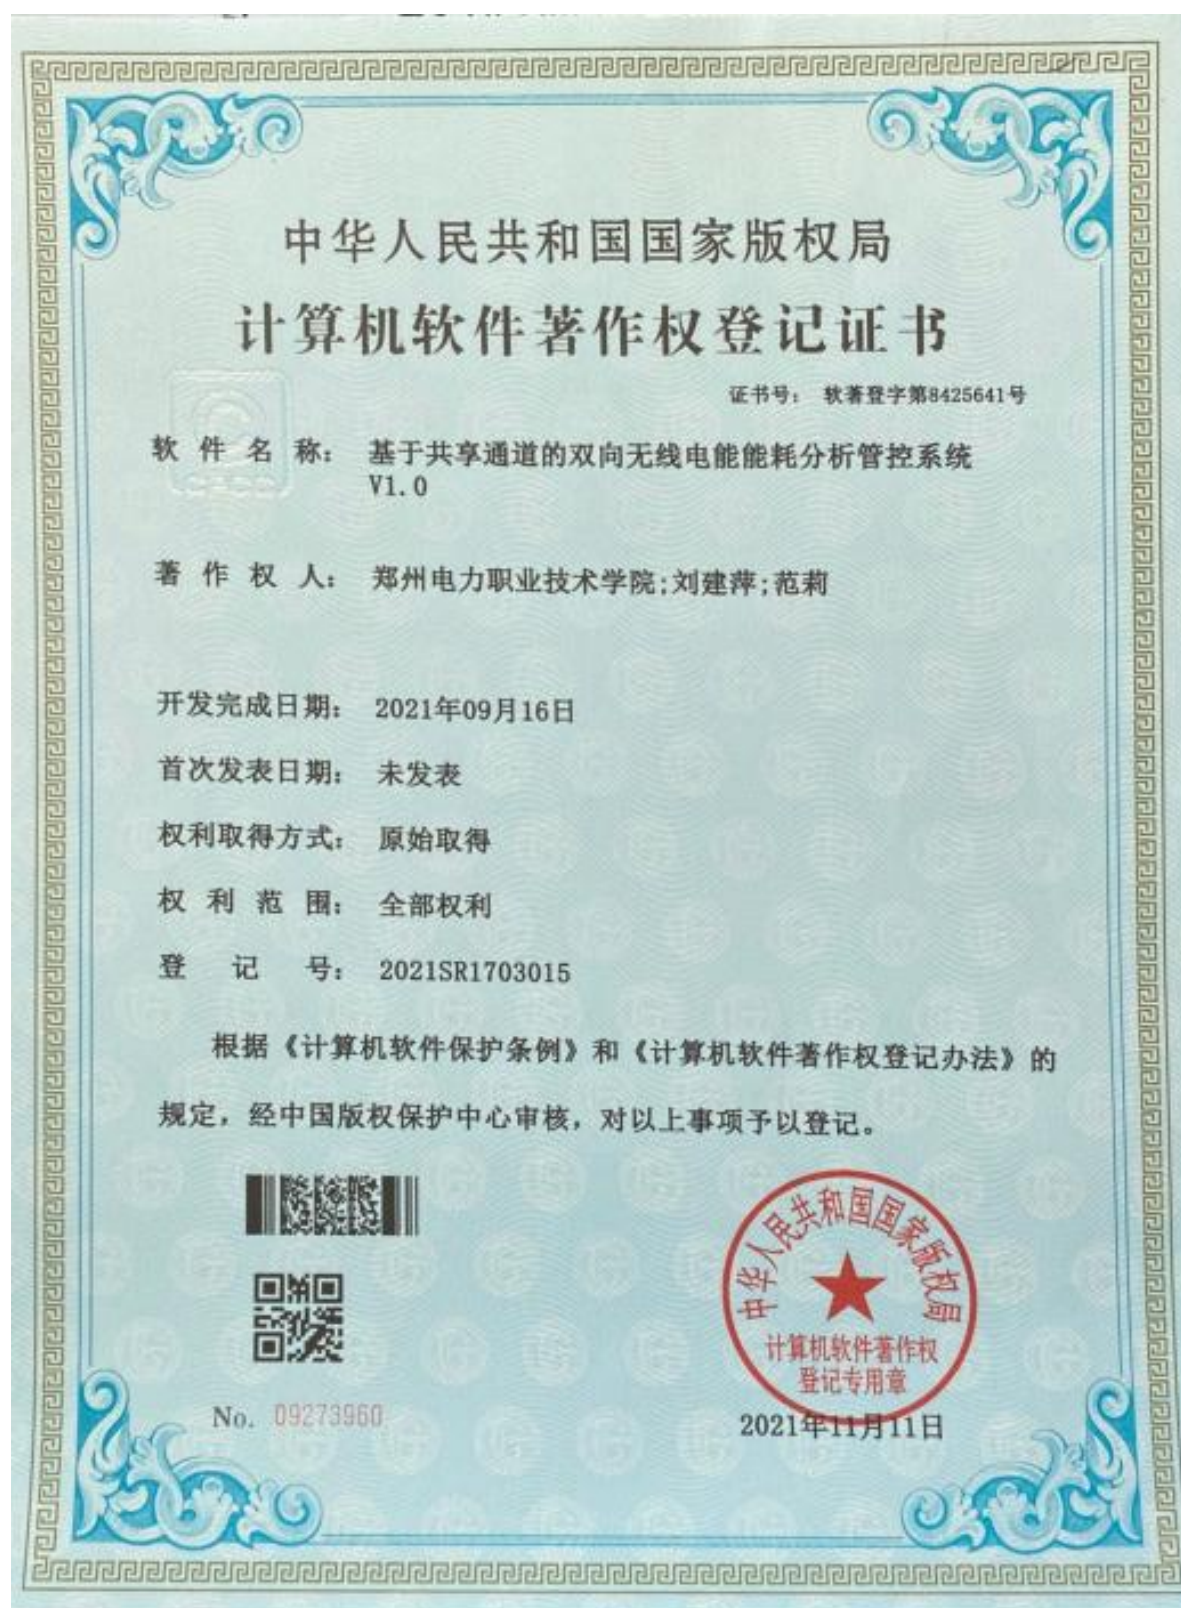 中华人民共和国国家版权局
计算机软件著作权登记证书
证书号： 软著登字第8425641号
软件名称： 基于共享通道的双向无线电能能耗分析管控系统
V1.0
著作权人： 郑州电力职业技术学院;刘建萍;范莉
开发完成日期： 2021年09月16日
首次发表日期： 未发表
权利取得方式： 原始取得
权利范围： 全部权利
登记号： 2021SR1703015
根据《计算机软件保护条例》和《计算机软件著作权登记办法》的
规定，经中国版权保护中心审核，对以上事项予以登记。
中华人民共和国国家版权局
计算机软件著作权
登记专用章
No. 09273960
2021年11月11日